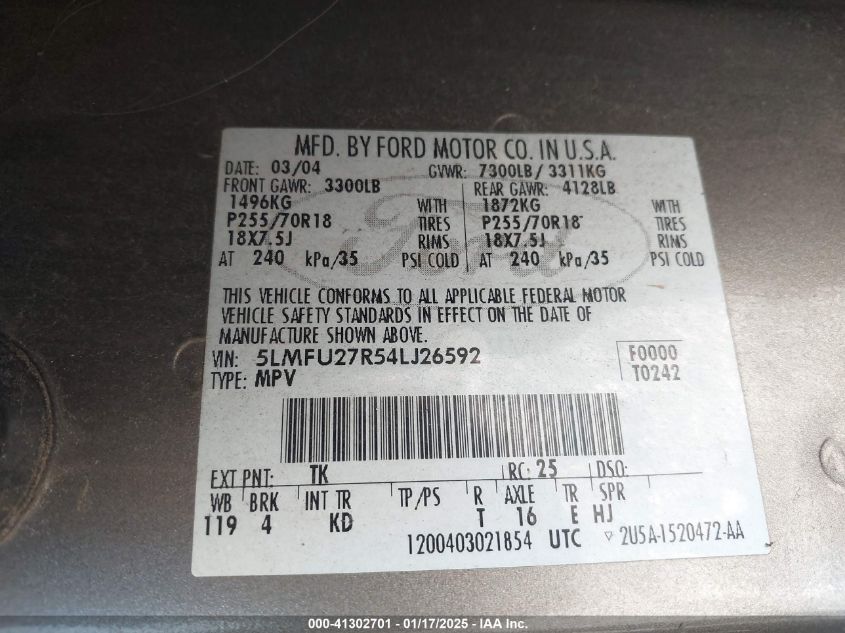 MFD. BY FORD MOTOR CO. IN U.S.A.
DATE: 03/04 GVWR: 7300LB/ 3311KG
FRONT GAWR: 3300LB REAR GAWR: 4128LB
1496KG WITH 1872KG WITH
P255/70R18 TIRES P255/70R18 TIRES
18X7.5J RIMS 18X7.5J RIMS
AT 240 kPa/35 PSI COLD AT 240 kPa/35 PSI COLD
Ford
THIS VEHICLE CONFORMS TO ALL APPLICABLE FEDERAL MOTOR
VEHICLE SAFETY STANDARDS IN EFFECT ON THE DATE OF
MANUFACTURE SHOWN ABOVE.
VIN: 5LMFU27R54LJ26592 F0000
TYPE: MPV T0242
EXT PNT: TK RC: 25 DSO:
WB BRK INT TR TP/PS R AXLE TR SPR
119 4 KD T 16 E HJ
1200403021854 UTC ▽ 2U5A-1520472-AA
000-41302701 - 01/17/2025 - IAA Inc.